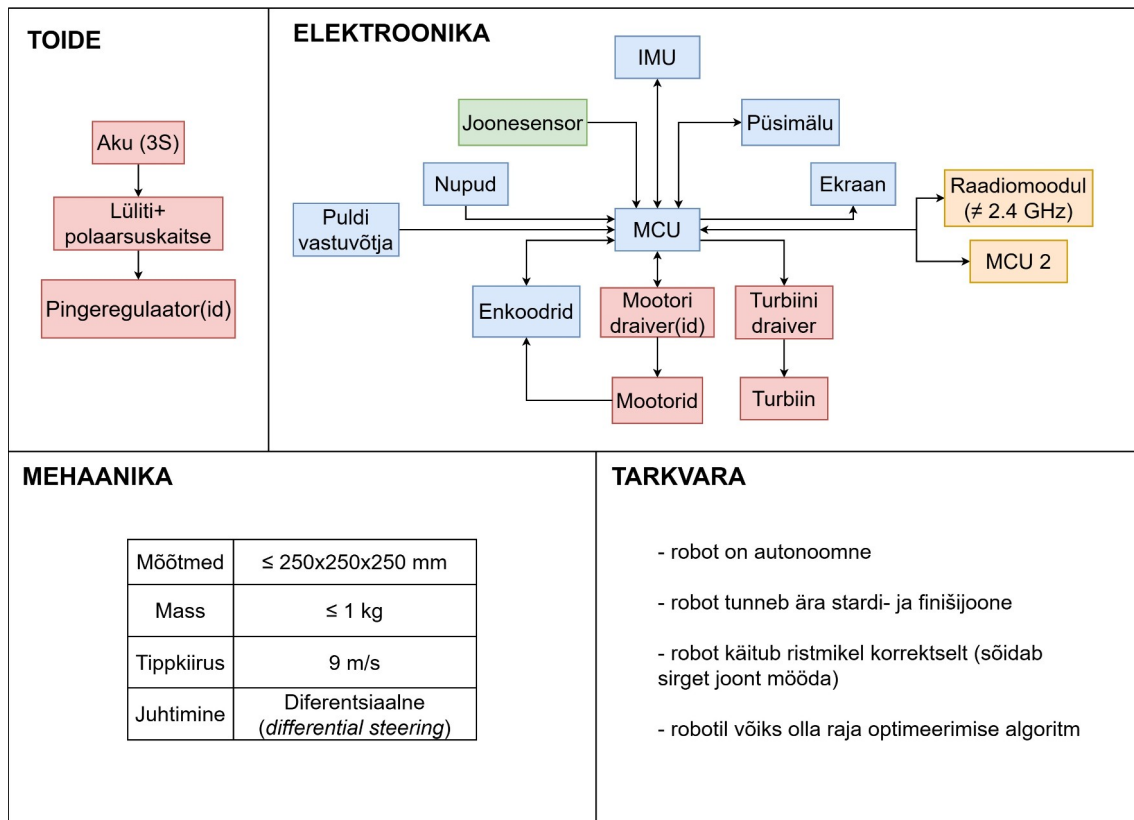 TOIDE
Aku (3S)
Lüliti+
polaarsuskaitse
Pingeregulaator(id)
ELEKTROONIKA
IMU
Joonesensor
Püsimälu
Nupud
Ekraan
Puldi
vastuvõtja
MCU
Raadiomoodul
(≠ 2.4 GHz)
MCU 2
Enkoodrid
Mootori
draiver(id)
Turbiini
draiver
Mootorid
Turbiin
MEHAANIKA
Mõõtmed ≤ 250x250x250 mm
Mass ≤ 1 kg
Tippkiirus 9 m/s
Juhtimine Diferentsiaalne
(differential steering)
TARKVARA
- robot on autonoomne
- robot tunneb ära stardi- ja finišijoone
- robot käitub ristmikel korrektselt (sõidab
sirget joont mööda)
- robotil võiks olla raja optimeerimise algoritm